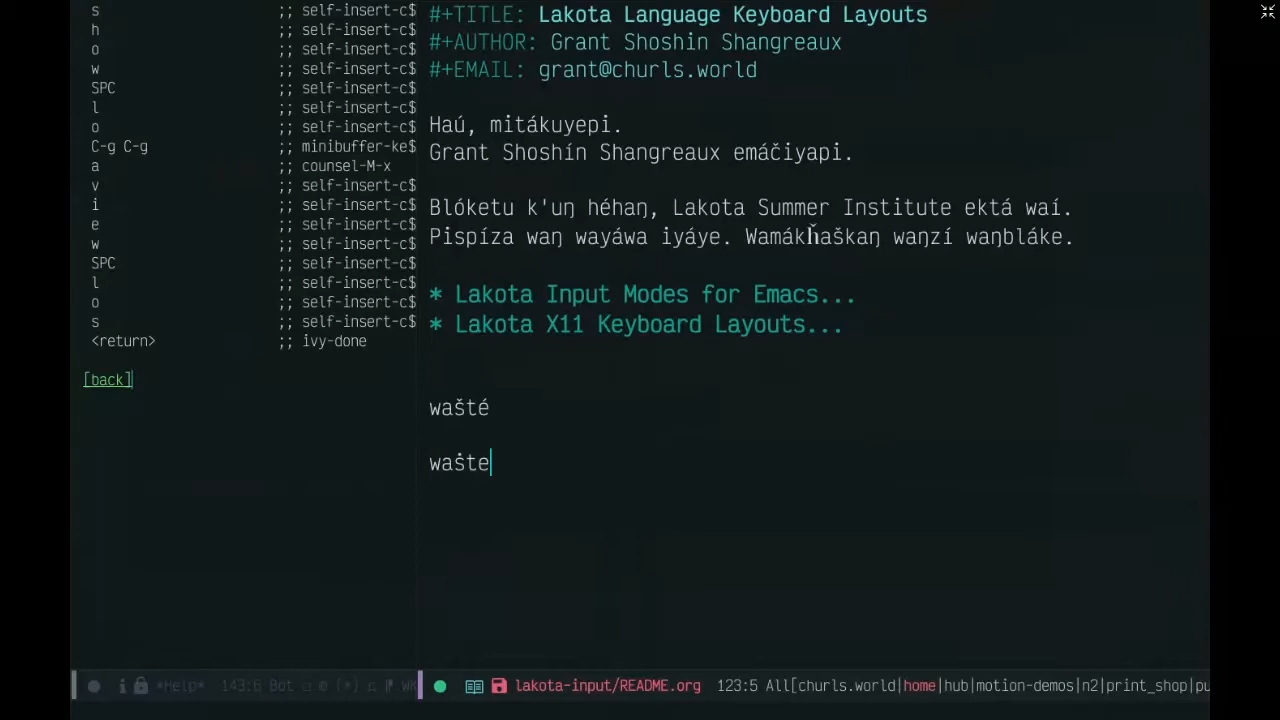 s ;; self-insert-c$
h ;; self-insert-c$
o ;; self-insert-c$
w ;; self-insert-c$
SPC ;; self-insert-c$
l ;; self-insert-c$
o ;; self-insert-c$
C-g C-g ;; minibuffer-ke$
a ;; counsel-M-x
v ;; self-insert-c$
i ;; self-insert-c$
e ;; self-insert-c$
w ;; self-insert-c$
SPC ;; self-insert-c$
l ;; self-insert-c$
o ;; self-insert-c$
s ;; self-insert-c$
<return> ;; ivy-done
[back]
#+TITLE: Lakota Language Keyboard Layouts
#+AUTHOR: Grant Shoshin Shangreaux
#+EMAIL: grant@churls.world
Haú, mitákuyepi.
Grant Shoshín Shangreaux emáčiyapi.
Blóketu k'uŋ héhaŋ, Lakota Summer Institute ektá waí.
Pispíza waŋ wayáwa iyáye. Wamákȟaškaŋ waŋzí waŋbláke.
* Lakota Input Modes for Emacs...
* Lakota X11 Keyboard Layouts...
wašté
waṡte
*Help* 143:6 Bot
lakota-input/README.org 123:5 All[churls.world|home|hub|motion-demos|n2|print_shop|pu